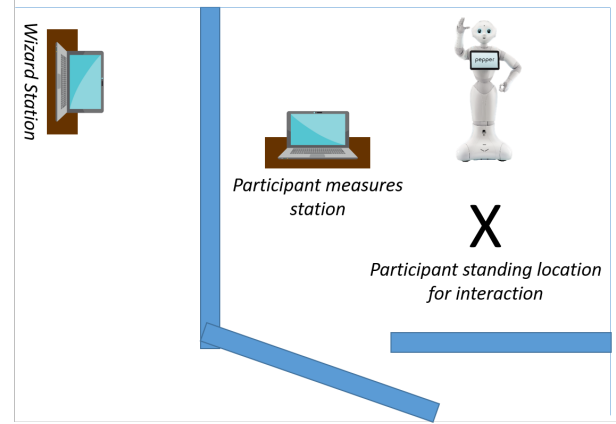 Wizard Station
pepper
Participant measures
station
X
Participant standing location
for interaction